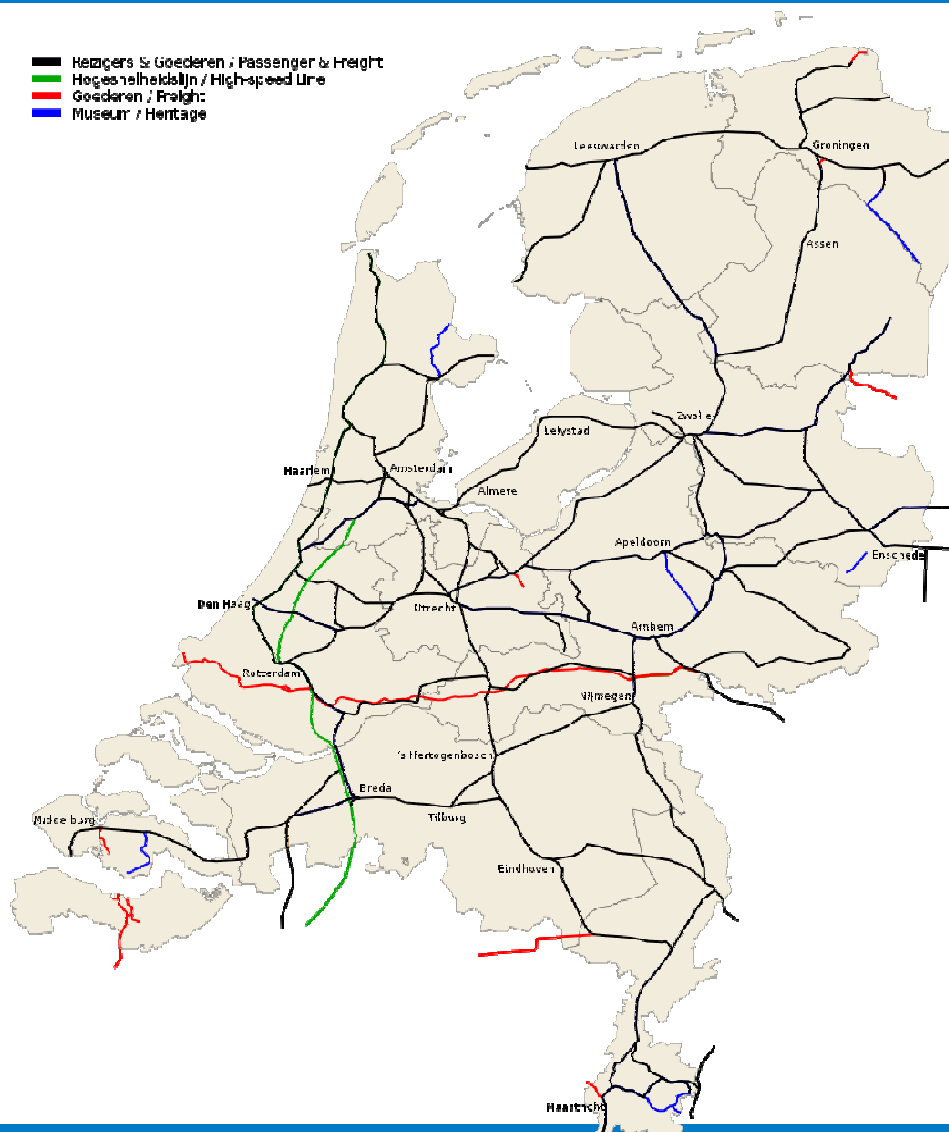 Reizigers & Goederen / Passenger & Freight
Hogesnelheidslijn / High-speed Line
Goederen / Freight
Museum / Heritage
Leeuwarden
Groningen
Assen
Zwolle
Lelystad
Haarlem
Amsterdam
Almere
Apeldoorn
Enschede
Den Haag
Utrecht
Arnhem
Rotterdam
Nijmegen
's Hertogenbosch
Breda
Middelburg
Tilburg
Eindhoven
Maastricht